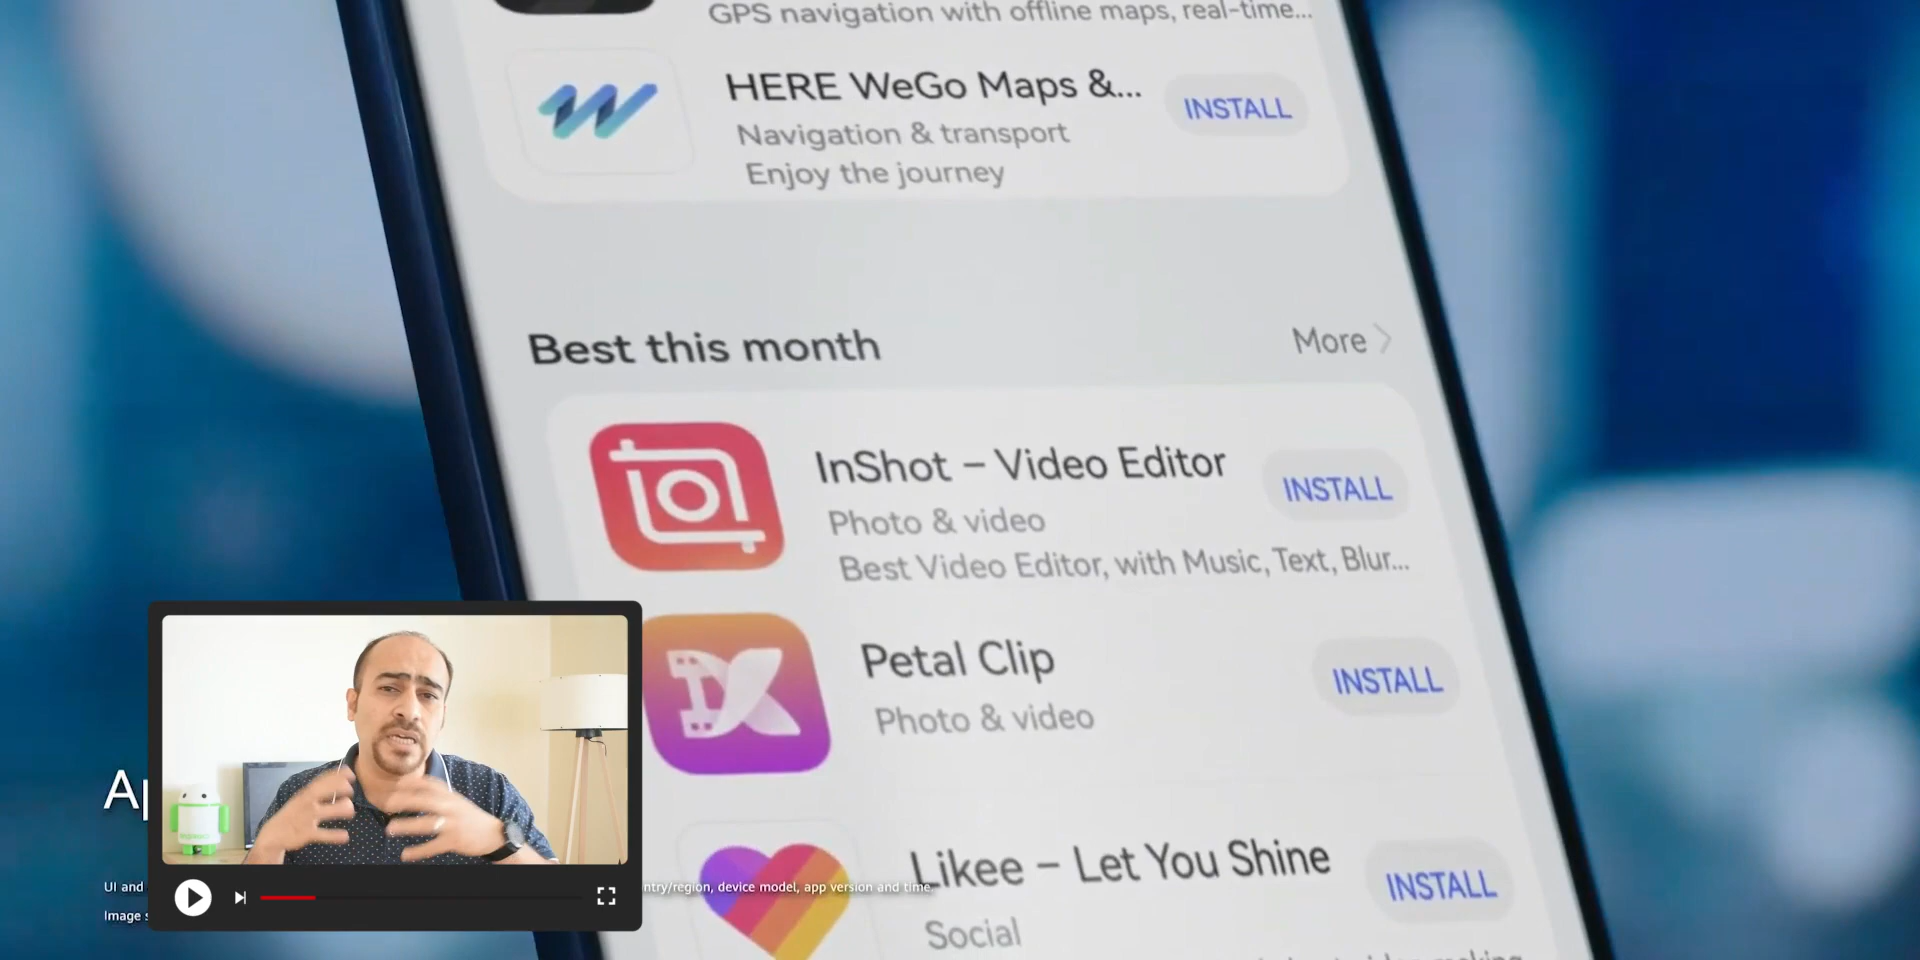 GPS navigation with offline maps, real-time...
HERE WeGo Maps &...
INSTALL
Navigation & transport
Enjoy the journey
Best this month
More
InShot – Video Editor
INSTALL
Photo & video
Best Video Editor, with Music, Text, Blur...
Petal Clip
INSTALL
Photo & video
Likee – Let You Shine
INSTALL
Social
Ap
UI and
ntry/region, device model, app version and time.
Image s